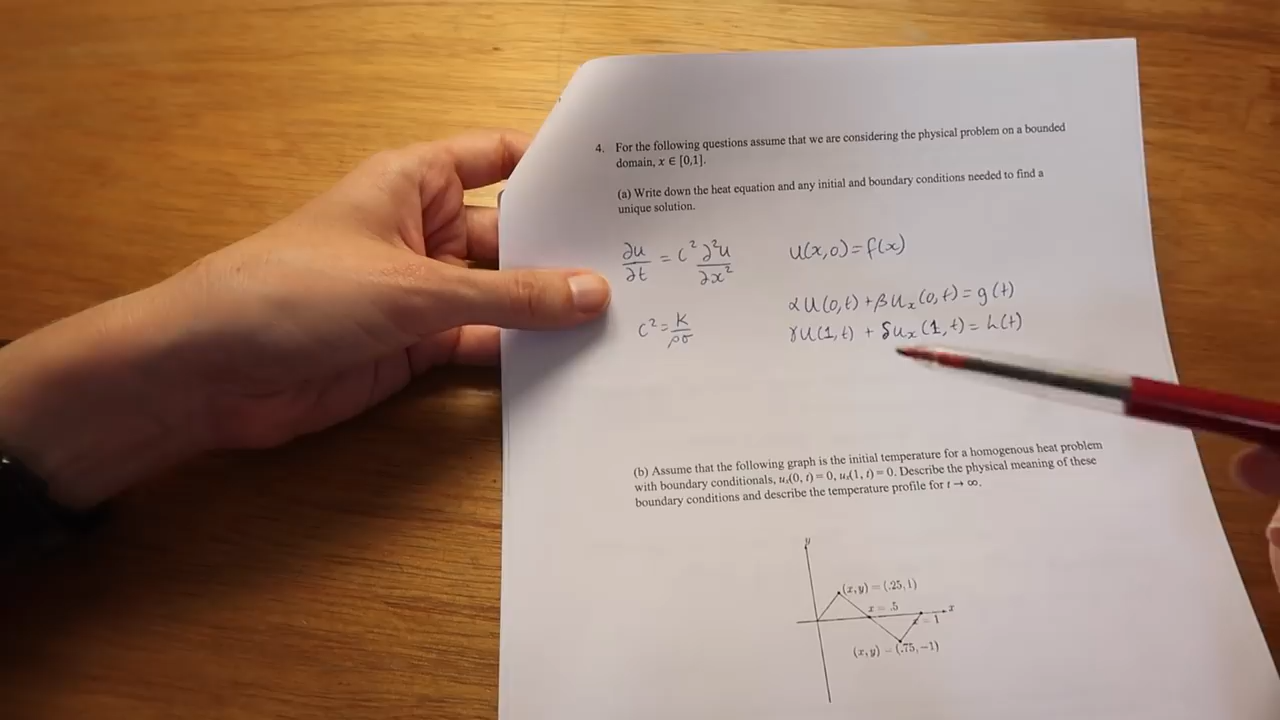 4. For the following questions assume that we are considering the physical problem on a bounded
domain, x ∈ [0,1].
(a) Write down the heat equation and any initial and boundary conditions needed to find a
unique solution.
∂u/∂t = c² ∂²u/∂x²
u(x,0) = f(x)
αu(0,t) + βuₓ(0,t) = g(t)
c² = K/ρσ
γu(1,t) + δuₓ(1,t) = h(t)
(b) Assume that the following graph is the initial temperature for a homogenous heat problem
with boundary conditionals, uₓ(0, t) = 0, uₓ(1, t) = 0. Describe the physical meaning of these
boundary conditions and describe the temperature profile for t → ∞.
y
(x, y) = (.25, 1)
x = .5
x
x = 1
(x, y) = (.75, −1)